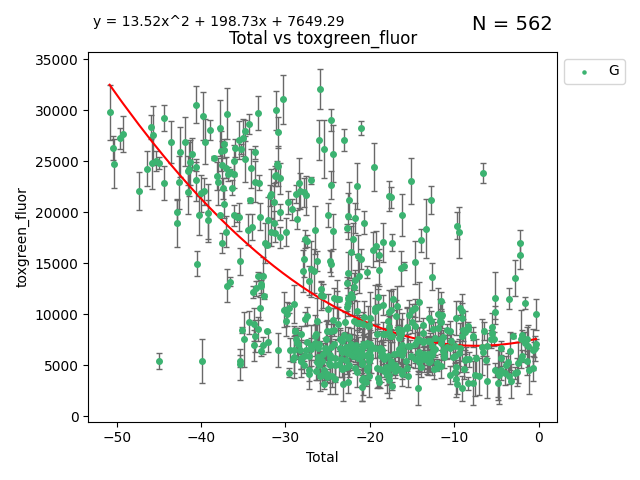 y = 13.52x^2 + 198.73x + 7649.29
N = 562
Total vs toxgreen_fluor
35000
30000
25000
20000
15000
10000
5000
0
toxgreen_fluor
−50
−40
−30
−20
−10
0
Total
G